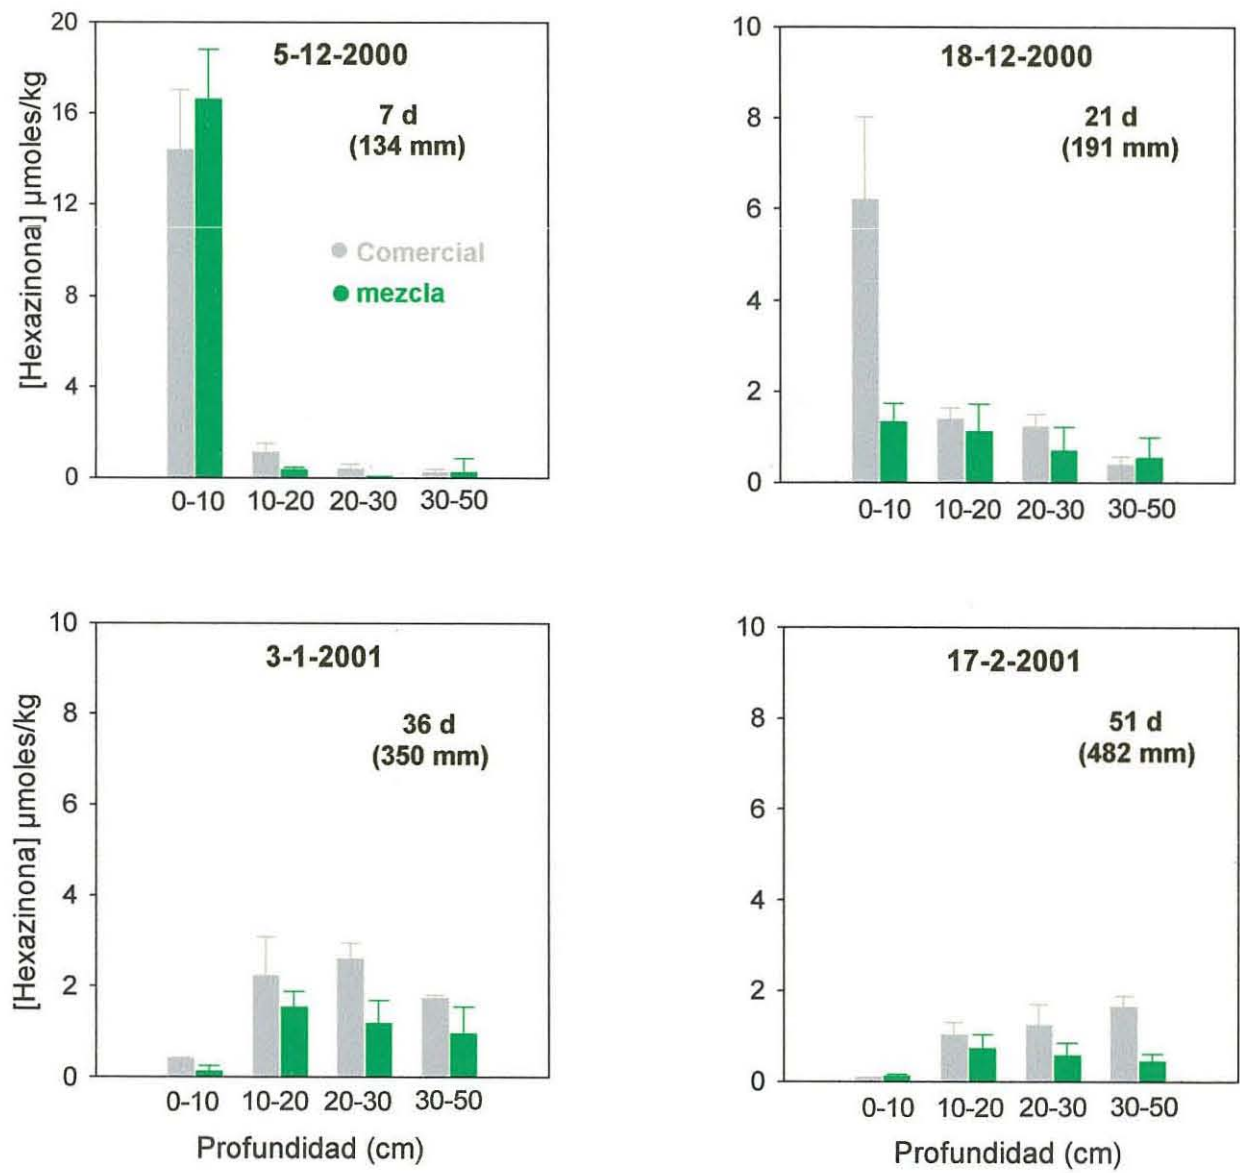 [Hexazinona] µmoles/kg
20
16
12
8
4
0
5-12-2000
7 d
(134 mm)
Comercial
mezcla
0-10 10-20 20-30 30-50
10
8
6
4
2
0
18-12-2000
21 d
(191 mm)
0-10 10-20 20-30 30-50
[Hexazinona] µmoles/kg
10
8
6
4
2
0
3-1-2001
36 d
(350 mm)
0-10 10-20 20-30 30-50
Profundidad (cm)
10
8
6
4
2
0
17-2-2001
51 d
(482 mm)
0-10 10-20 20-30 30-50
Profundidad (cm)